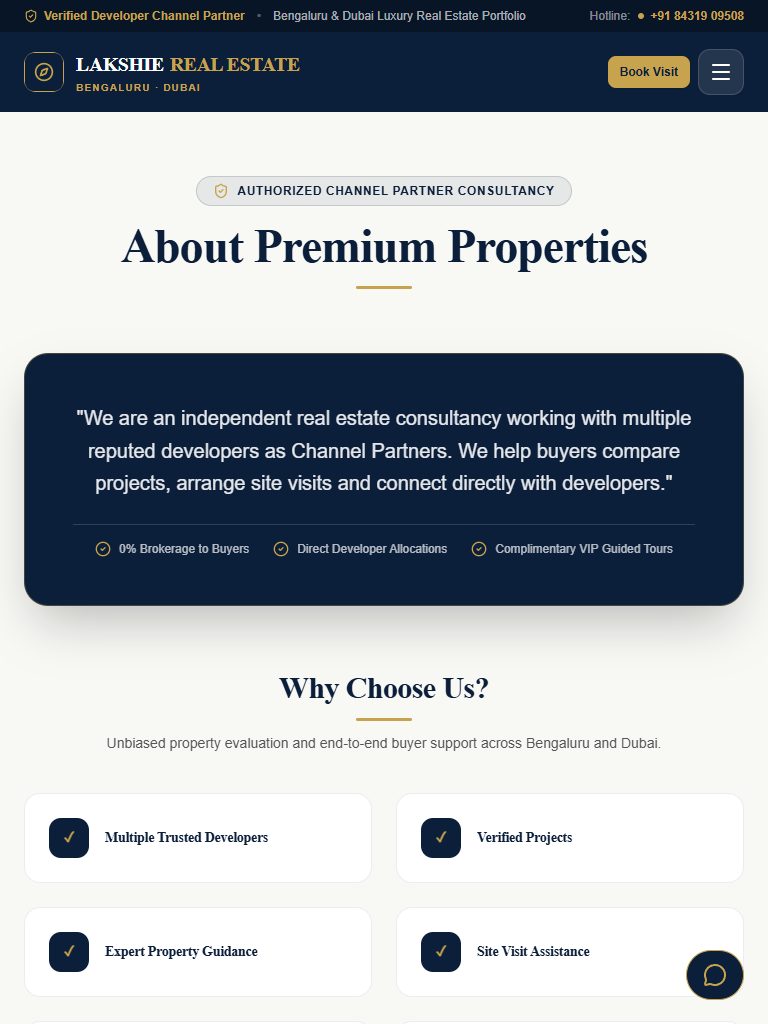 Verified Developer Channel Partner • Bengaluru & Dubai Luxury Real Estate Portfolio Hotline: +91 84319 09508
LAKSHIE REAL ESTATE
BENGALURU · DUBAI
Book Visit
AUTHORIZED CHANNEL PARTNER CONSULTANCY
About Premium Properties
"We are an independent real estate consultancy working with multiple
reputed developers as Channel Partners. We help buyers compare
projects, arrange site visits and connect directly with developers."
0% Brokerage to Buyers Direct Developer Allocations Complimentary VIP Guided Tours
Why Choose Us?
Unbiased property evaluation and end-to-end buyer support across Bengaluru and Dubai.
Multiple Trusted Developers
Verified Projects
Expert Property Guidance
Site Visit Assistance